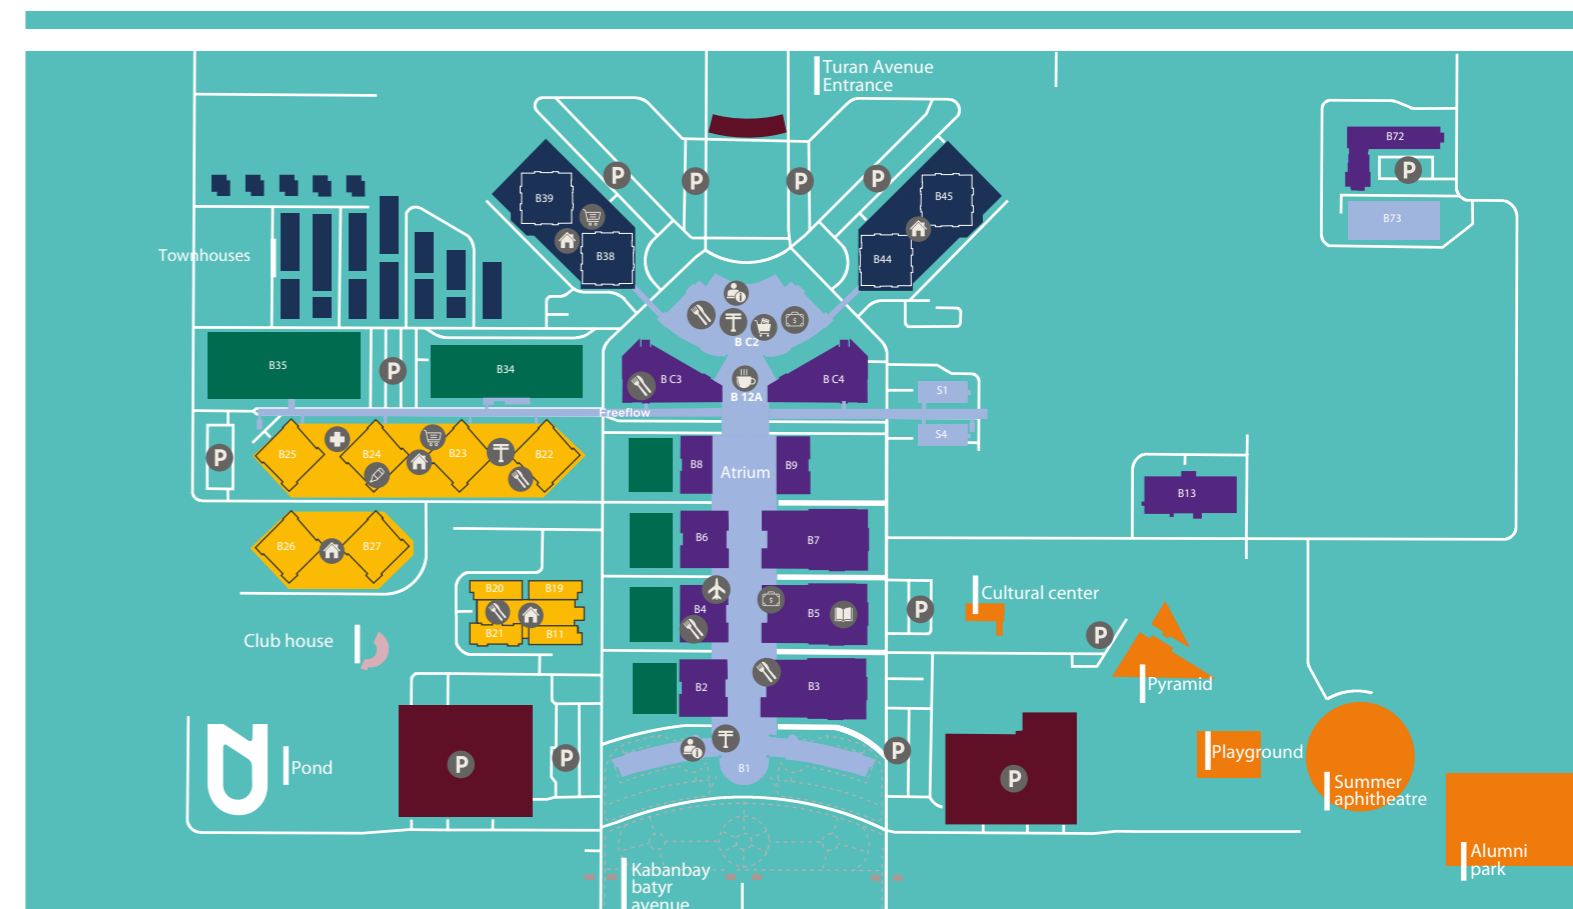 Turan Avenue
Entrance
B72
P
P
P
P
P
P
B39
B45
B73
B38
B44
Townhouses
B C2
B35
B34
P
B C3
B C4
B 12A
S1
Freeflow
S4
B25
B24
B23
B22
P
B8
B9
Atrium
B13
B26
B27
B6
B7
B20
B19
B21
B11
B4
B5
P
Cultural center
P
Club house
B2
B3
Pyramid
Pond
P
P
B1
P
P
Playground
Summer
aphitheatre
Alumni
park
Kabanbay
batyr
avenue